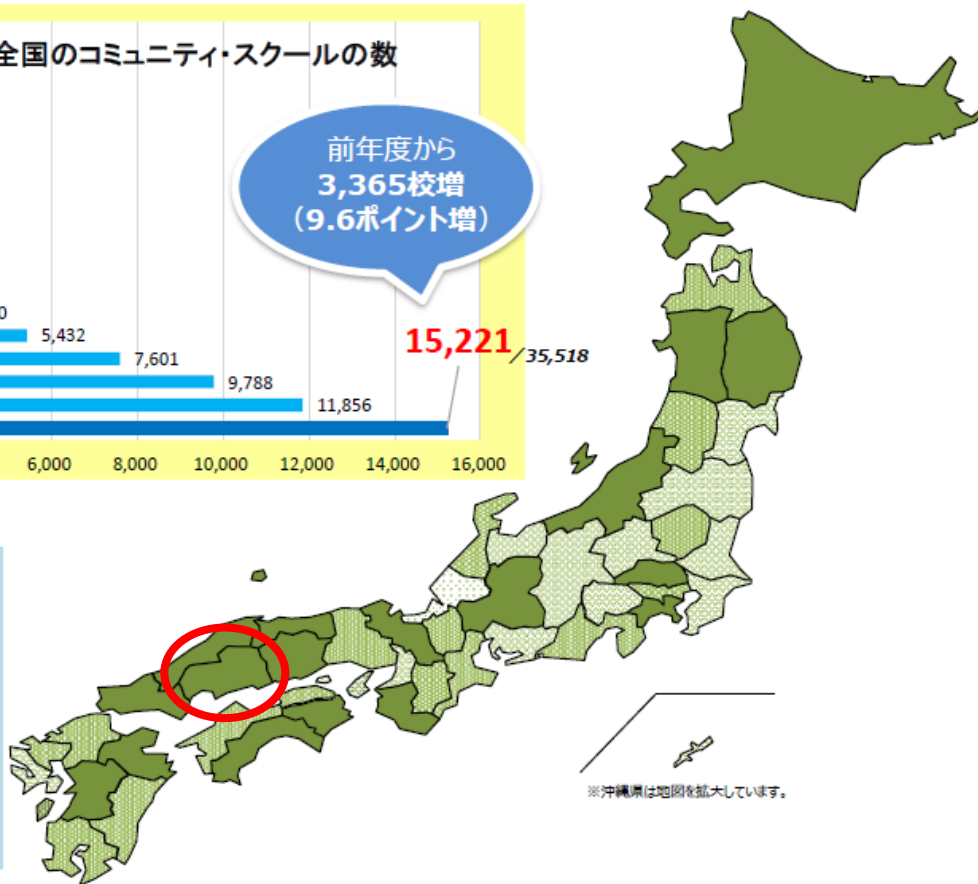 全国のコミュニティ・スクールの数
前年度から
3,365校増
（9.6ポイント増）
0
5,432
7,601
9,788
11,856
15,221/35,518
6,000 8,000 10,000 12,000 14,000 16,000
※沖縄県は地図を拡大しています。